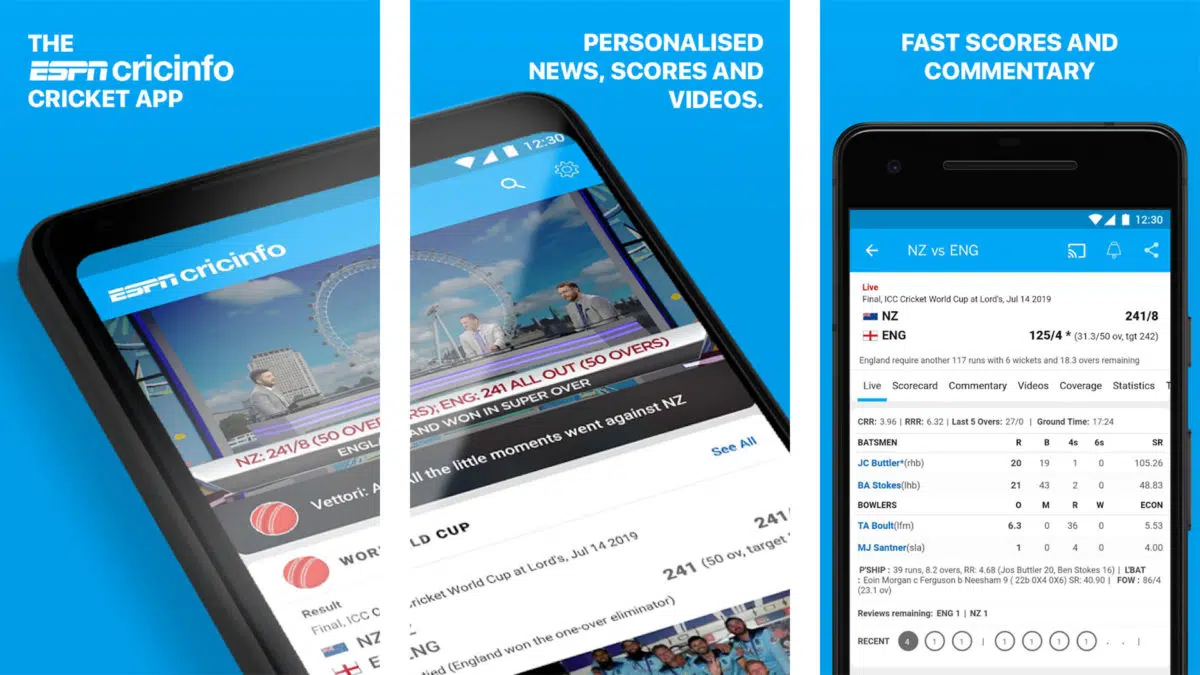 THE
ESPN cricinfo
CRICKET APP
ESPN cricinfo
NZ: 241/8 (50 OVE
ENGL
Vettori: A
WOR
Result
Final, ICC C
NZ
E
PERSONALISED
NEWS, SCORES AND
VIDEOS.
12:30
RS); ENG: 241 ALL OUT (50 OVERS)
ND WON IN SUPER OVER
ll the little moments went against NZ
See All
LD CUP
ricket World Cup at Lord's, Jul 14 2019
241/
241 (50 ov, target
NG
tied (England won the one-over eliminator)
FAST SCORES AND
COMMENTARY
12:30
NZ vs ENG
Live
Final, ICC Cricket World Cup at Lord's, Jul 14 2019
NZ 241/8
ENG 125/4 * (31.3/50 ov, tgt 242)
England require another 117 runs with 6 wickets and 18.3 overs remaining
Live Scorecard Commentary Videos Coverage Statistics T
CRR: 3.96 | RRR: 6.32 | Last 5 Overs: 27/0 | Ground Time: 17:24
BATSMEN R B 4s 6s SR
JC Buttler*(rhb) 20 19 1 0 105.26
BA Stokes(lhb) 21 43 2 0 48.83
BOWLERS O M R W ECON
TA Boult(lfm) 6.3 0 36 0 5.53
MJ Santner(sla) 1 0 4 0 4.00
P'SHIP : 39 runs, 8.2 overs, RR: 4.68 (Jos Buttler 20, Ben Stokes 16) | L'BAT
: Eoin Morgan c Ferguson b Neesham 9 ( 22b 0X4 0X6) SR: 40.90 | FOW : 86/4
(23.1 ov)
Reviews remaining: ENG 1 | NZ 1
RECENT 4 1 1 | 1 1 1 1 . . |